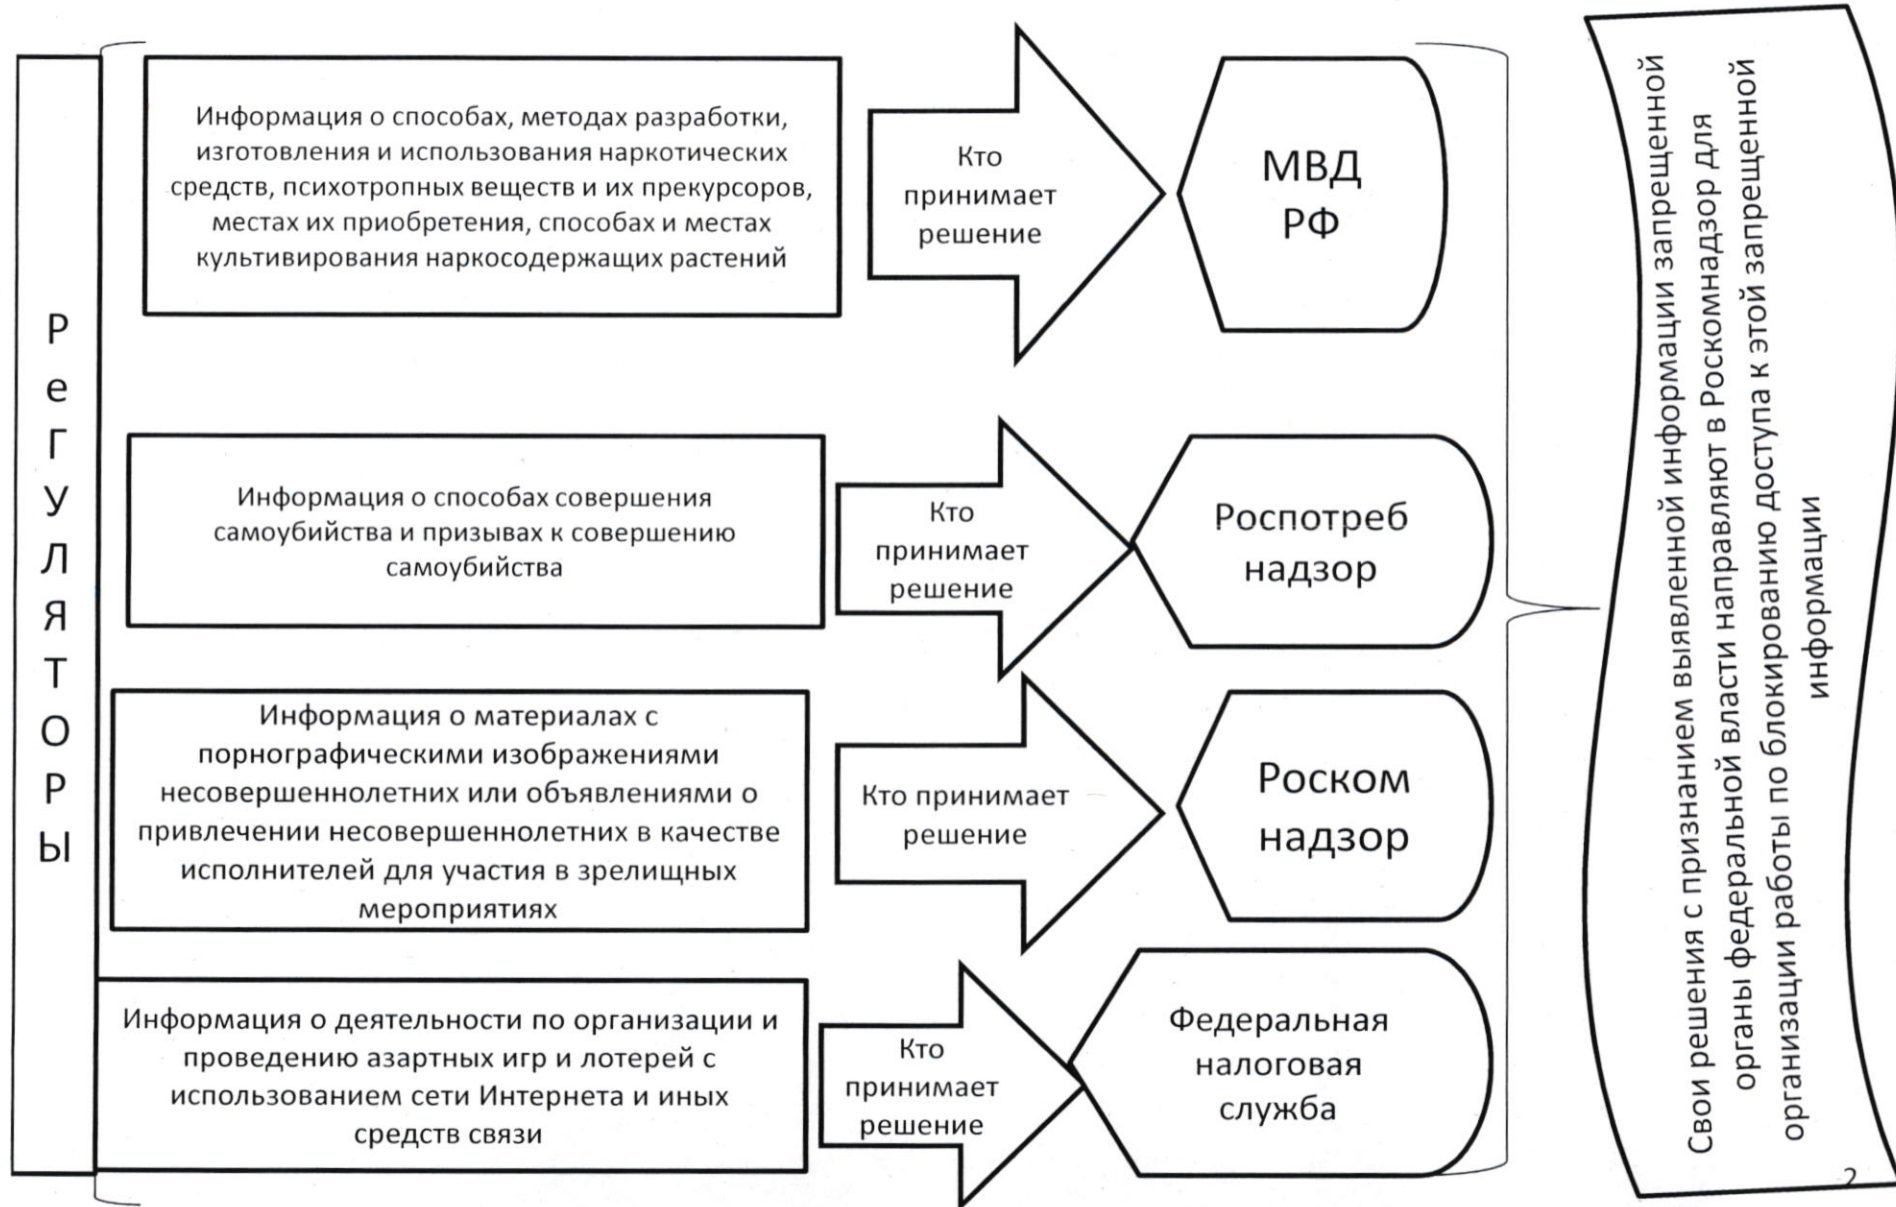 Регуляторы
Информация о способах, методах разработки,
изготовления и использования наркотических
средств, психотропных веществ и их прекурсоров,
местах их приобретения, способах и местах
культивирования наркосодержащих растений
Кто
принимает
решение
МВД
РФ
Информация о способах совершения
самоубийства и призывах к совершению
самоубийства
Кто
принимает
решение
Роспотреб
надзор
Информация о материалах с
порнографическими изображениями
несовершеннолетних или объявлениями о
привлечении несовершеннолетних в качестве
исполнителей для участия в зрелищных
мероприятиях
Кто принимает
решение
Роском
надзор
Информация о деятельности по организации и
проведению азартных игр и лотерей с
использованием сети Интернета и иных
средств связи
Кто
принимает
решение
Федеральная
налоговая
служба
Свои решения с признанием выявленной информации запрещенной
органы федеральной власти направляют в Роскомнадзор для
организации работы по блокированию доступа к этой запрещенной
информации
2